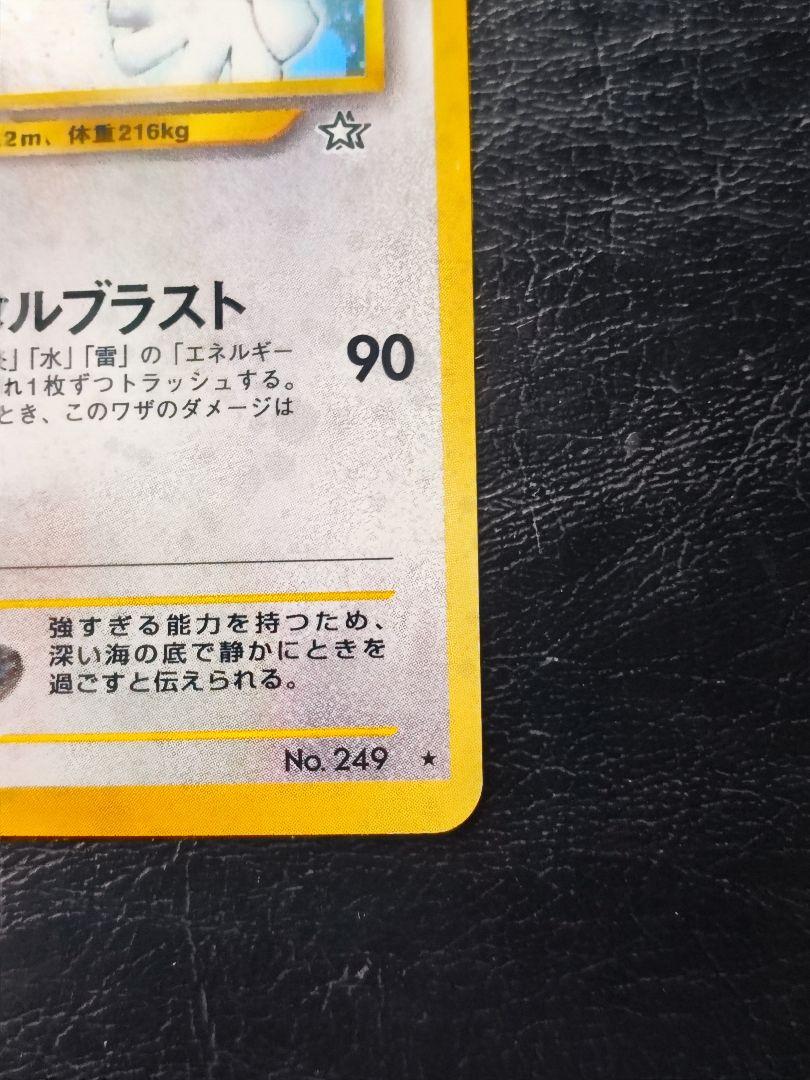 .2m、体重216kg
ルブラスト
」「水」「雷」の「エネルギー
90
れ1枚ずつトラッシュする。
とき、このワザのダメージは
強すぎる能力を持つため、
深い海の底で静かにときを
過ごすと伝えられる。
No. 249 ★